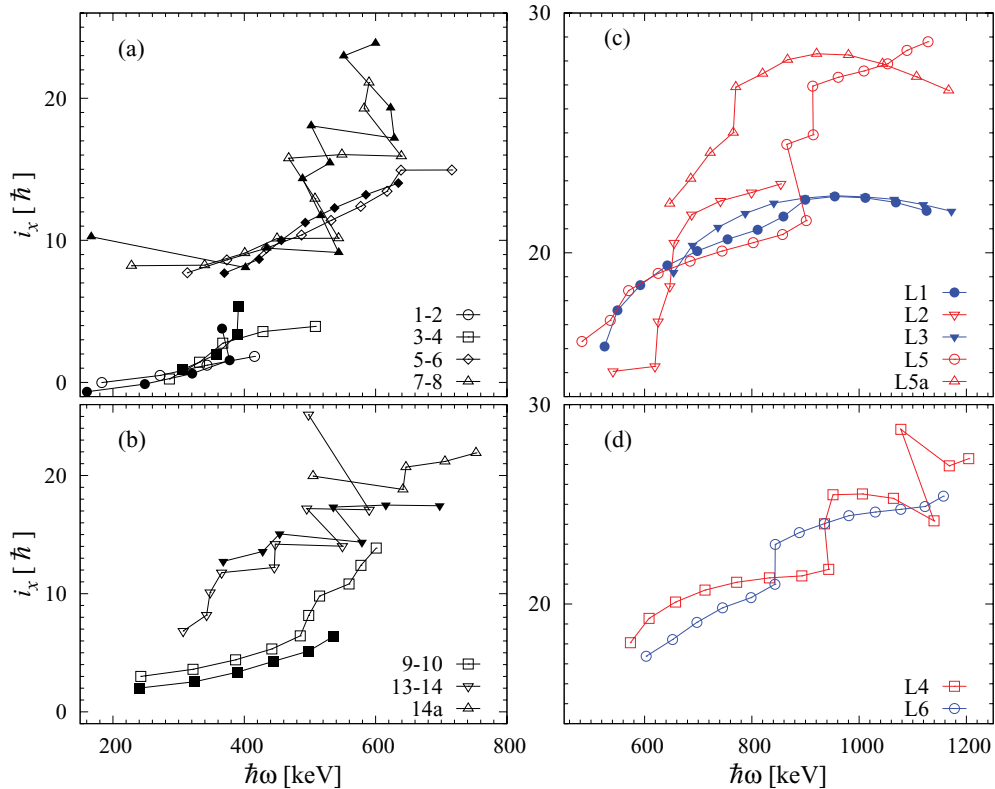 (a)
30
20
10
0
i_x [ħ]
1-2
3-4
5-6
7-8
(c)
30
20
L1
L2
L3
L5
L5a
(b)
20
10
0
i_x [ħ]
9-10
13-14
14a
200 400 600 800
ħω [keV]
(d)
30
20
L4
L6
600 800 1000 1200
ħω [keV]